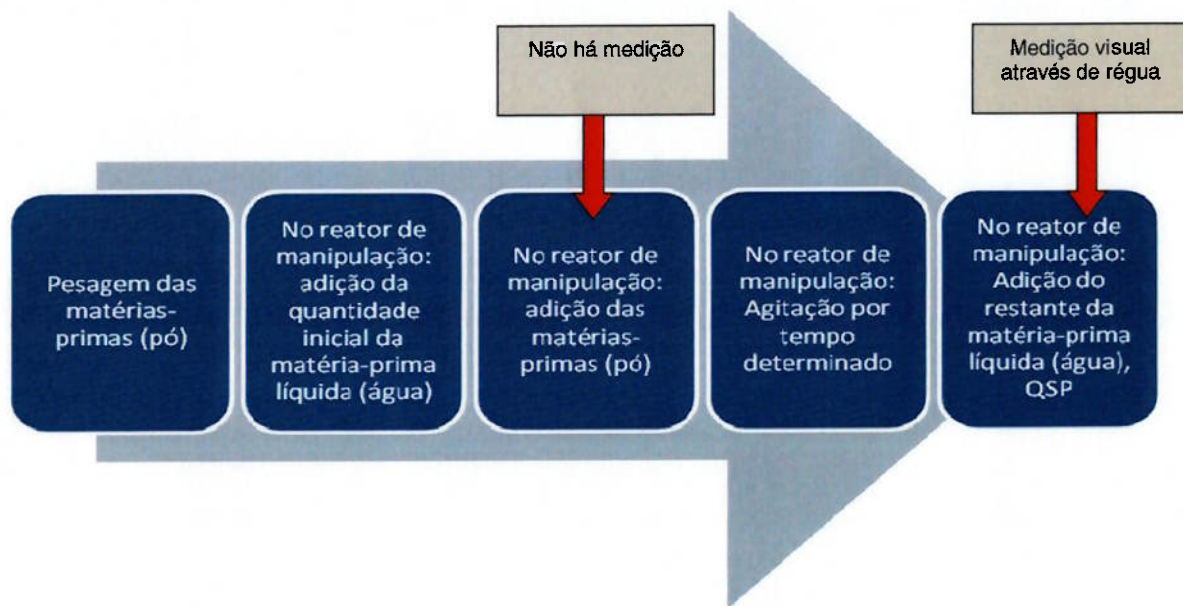 Não há medição
Medição visual
através de régua
Pesagem das
matérias-
primas (pó)
No reator de
manipulação:
adição da
quantidade
inicial da
matéria-prima
líquida (água)
No reator de
manipulação:
adição das
matérias-
primas (pó)
No reator de
manipulação:
Agitação por
tempo
determinado
No reator de
manipulação:
Adição do
restante da
matéria-prima
líquida (água),
QSP